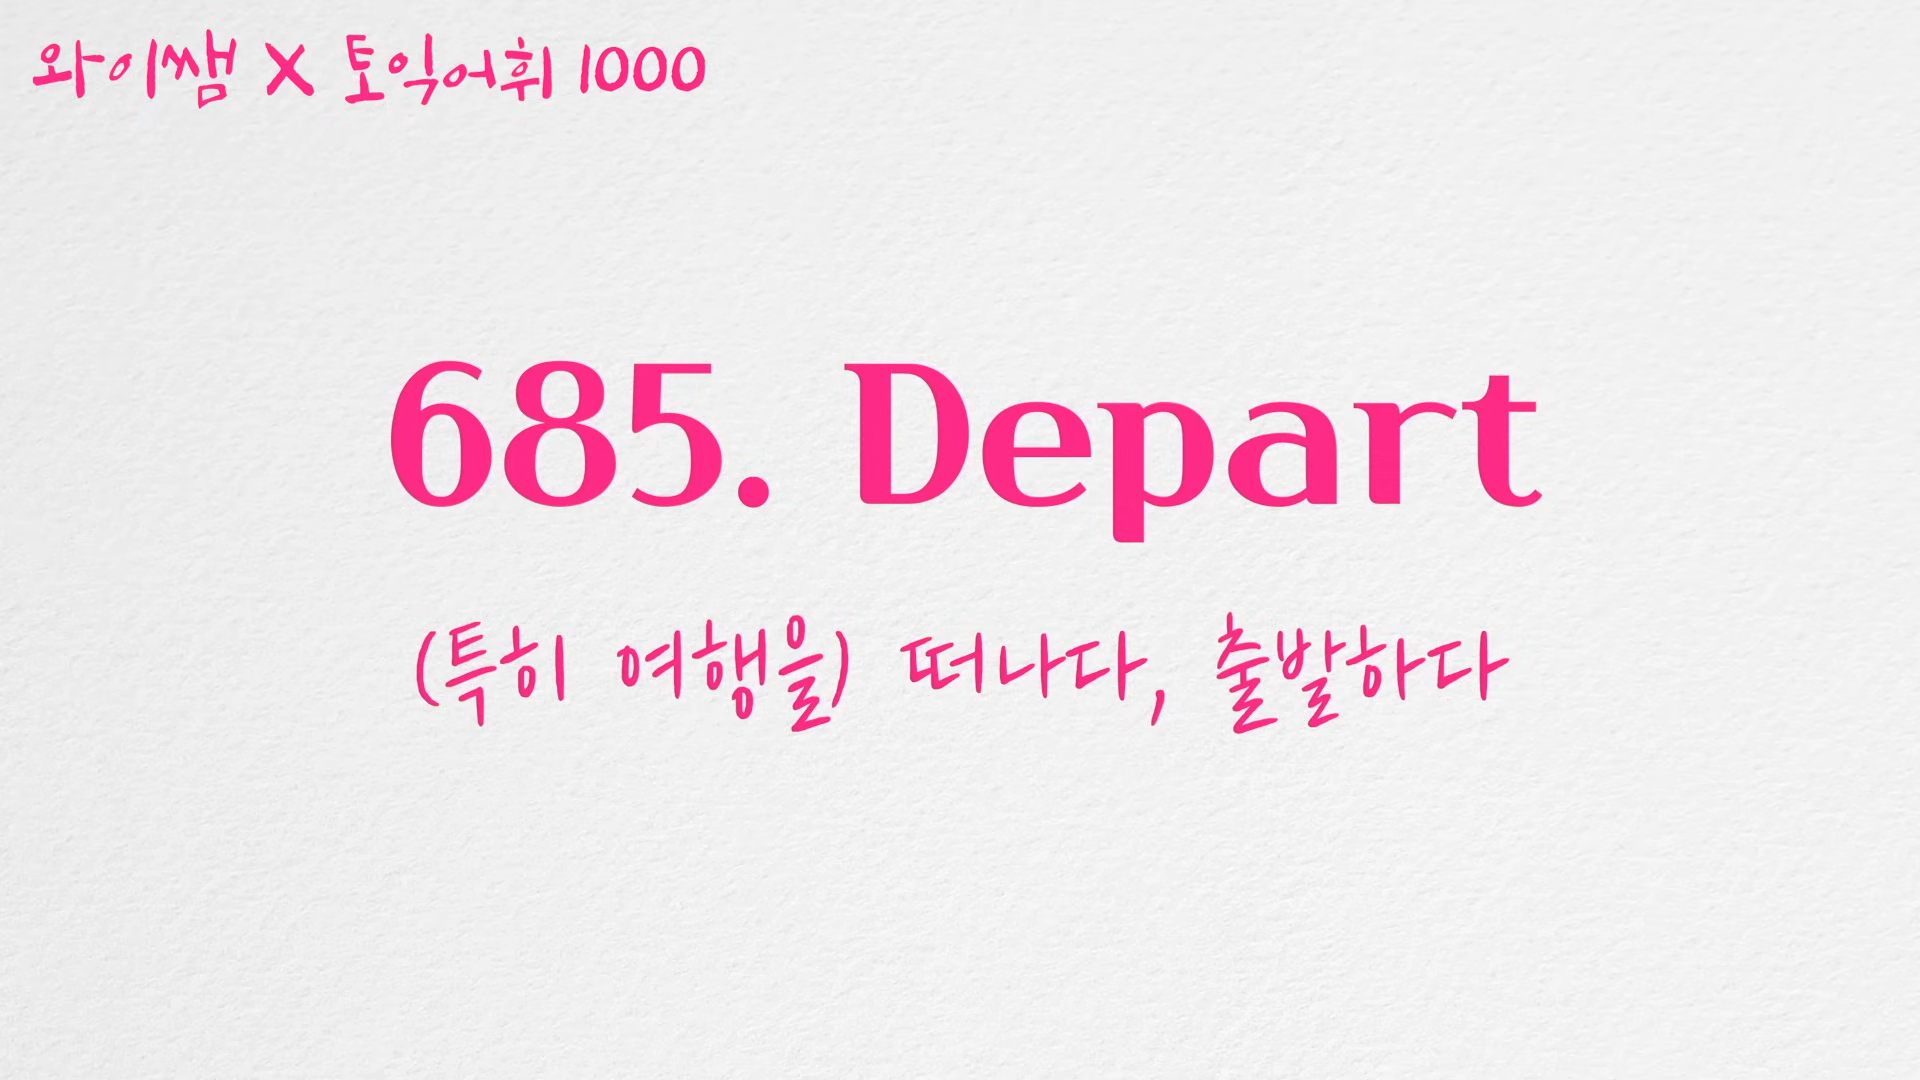 와이쌤 X 토익어휘 1000
685. Depart
(특히 여행을) 떠나다, 출발하다